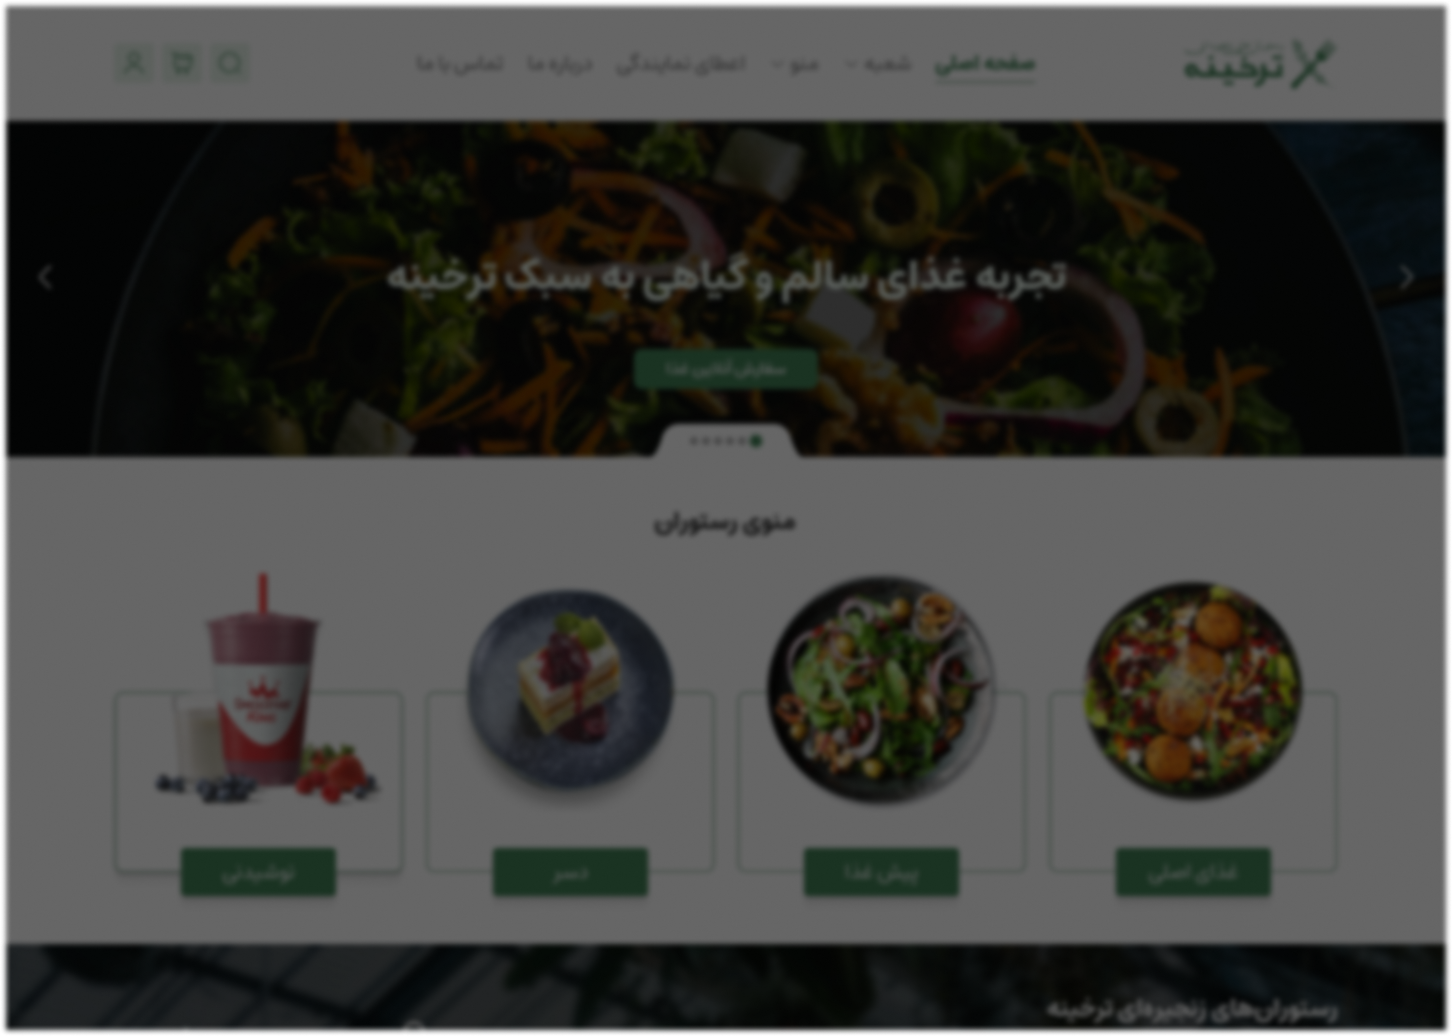 ترخینه
صفحه اصلی
شعبه
منو
اعطای نمایندگی
درباره ما
تماس با ما
تجربه غذای سالم و گیاهی به سبک ترخینه
سفارش آنلاین غذا
منوی رستوران
غذای اصلی
پیش غذا
دسر
نوشیدنی
رستوران‌های زنجیره‌ای ترخینه